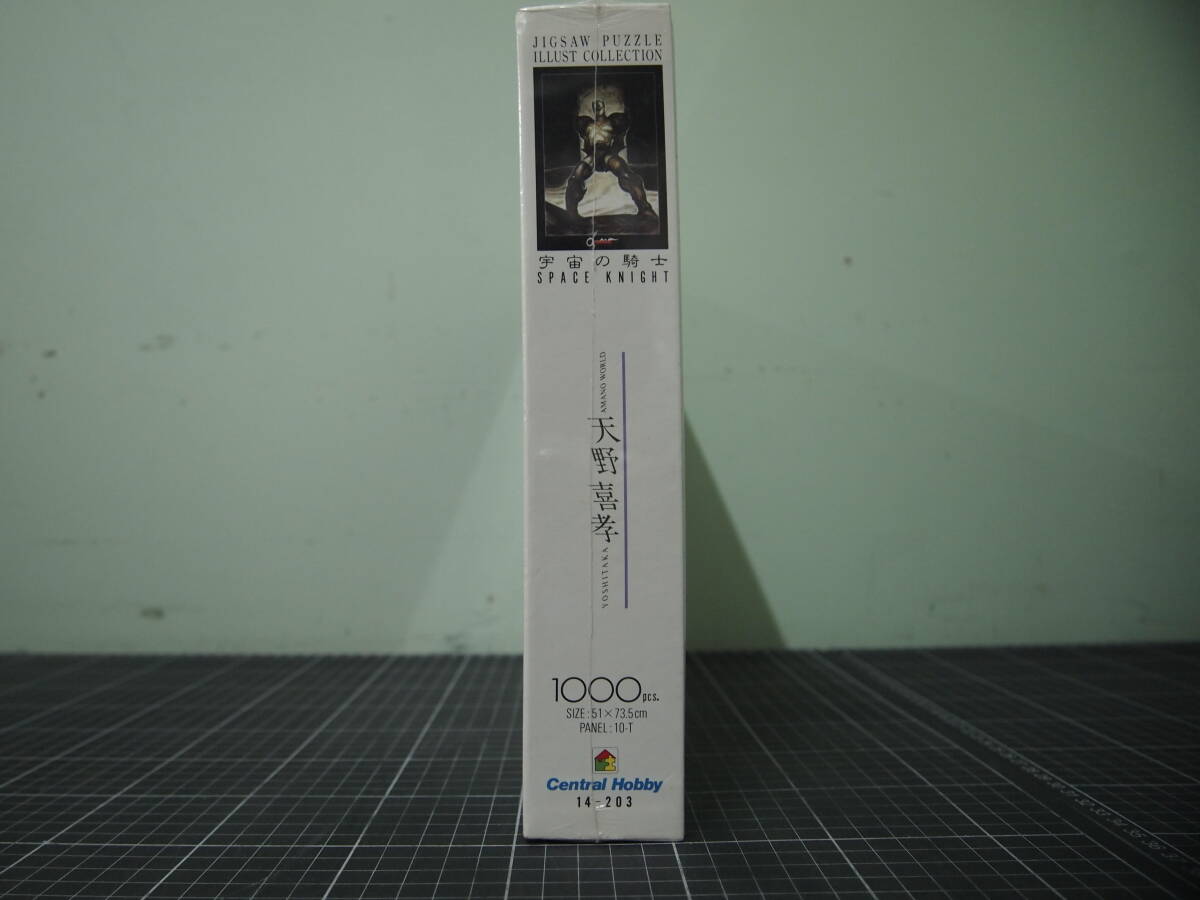 JIGSAW PUZZLE
ILLUST COLLECTION
宇宙の騎士
SPACE KNIGHT
AMANO WORLD
天野喜孝
YOSHITAKA
1000pcs.
SIZE:51×73.5cm
PANEL:10-T
Central Hobby
14-203